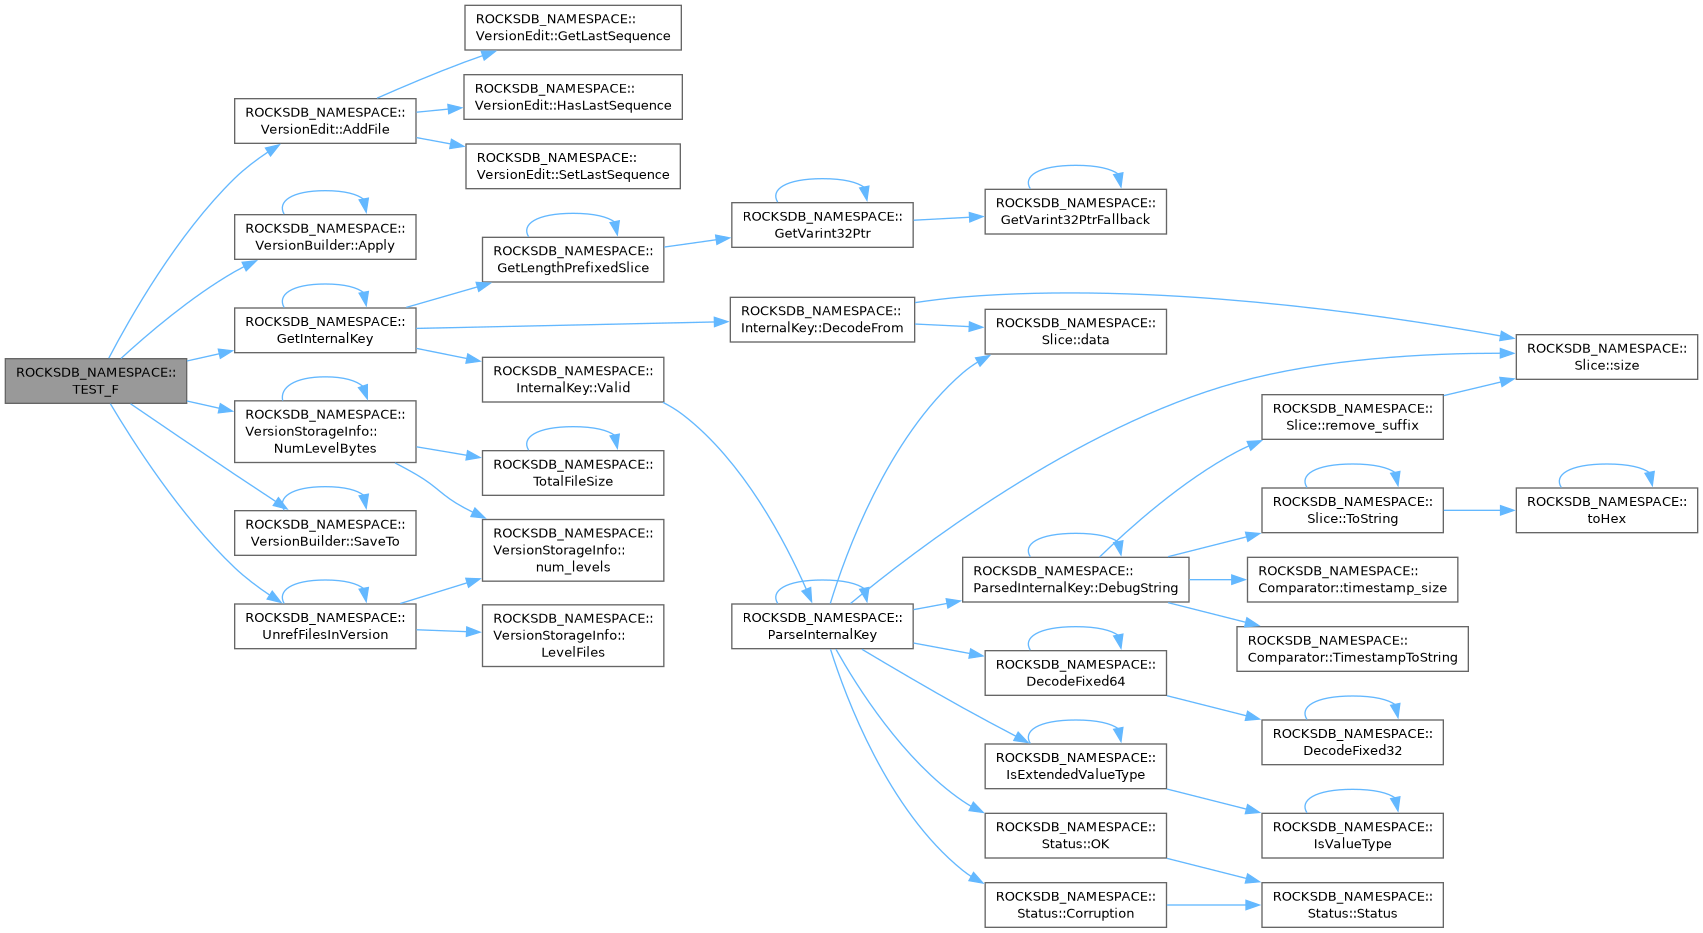 ROCKSDB_NAMESPACE::
TEST_F
ROCKSDB_NAMESPACE::
VersionEdit::AddFile
ROCKSDB_NAMESPACE::
VersionEdit::GetLastSequence
ROCKSDB_NAMESPACE::
VersionEdit::HasLastSequence
ROCKSDB_NAMESPACE::
VersionEdit::SetLastSequence
ROCKSDB_NAMESPACE::
VersionBuilder::Apply
ROCKSDB_NAMESPACE::
GetInternalKey
ROCKSDB_NAMESPACE::
GetLengthPrefixedSlice
ROCKSDB_NAMESPACE::
GetVarint32Ptr
ROCKSDB_NAMESPACE::
GetVarint32PtrFallback
ROCKSDB_NAMESPACE::
InternalKey::DecodeFrom
ROCKSDB_NAMESPACE::
Slice::data
ROCKSDB_NAMESPACE::
Slice::size
ROCKSDB_NAMESPACE::
InternalKey::Valid
ROCKSDB_NAMESPACE::
ParseInternalKey
ROCKSDB_NAMESPACE::
ParsedInternalKey::DebugString
ROCKSDB_NAMESPACE::
Slice::remove_suffix
ROCKSDB_NAMESPACE::
Slice::ToString
ROCKSDB_NAMESPACE::
toHex
ROCKSDB_NAMESPACE::
Comparator::timestamp_size
ROCKSDB_NAMESPACE::
Comparator::TimestampToString
ROCKSDB_NAMESPACE::
DecodeFixed64
ROCKSDB_NAMESPACE::
DecodeFixed32
ROCKSDB_NAMESPACE::
IsExtendedValueType
ROCKSDB_NAMESPACE::
IsValueType
ROCKSDB_NAMESPACE::
Status::OK
ROCKSDB_NAMESPACE::
Status::Status
ROCKSDB_NAMESPACE::
Status::Corruption
ROCKSDB_NAMESPACE::
VersionStorageInfo::
NumLevelBytes
ROCKSDB_NAMESPACE::
TotalFileSize
ROCKSDB_NAMESPACE::
VersionStorageInfo::
num_levels
ROCKSDB_NAMESPACE::
VersionBuilder::SaveTo
ROCKSDB_NAMESPACE::
UnrefFilesInVersion
ROCKSDB_NAMESPACE::
VersionStorageInfo::
LevelFiles